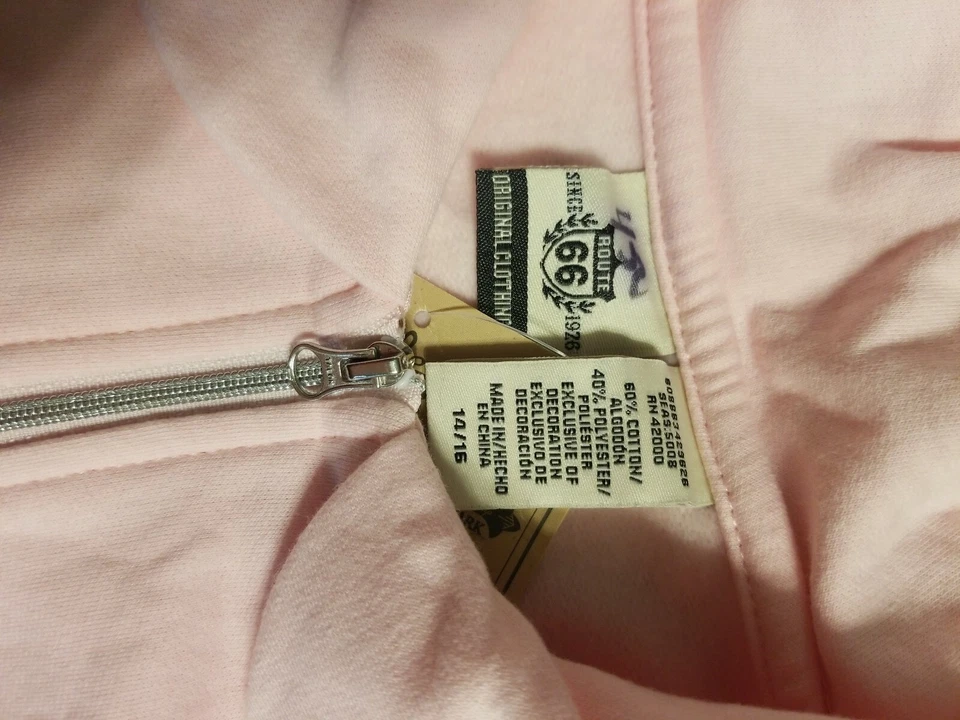 SINCE 1926
ROUTE
66
ORIGINAL CLOTHING
SEAS:5008
RN 42000
60% COTTON/
ALGODÓN
40% POLYESTER/
POLIÉSTER
EXCLUSIVE OF
DECORATION
EXCLUSIVO DE
DECORACIÓN
MADE IN/HECHO
EN CHINA
14/16